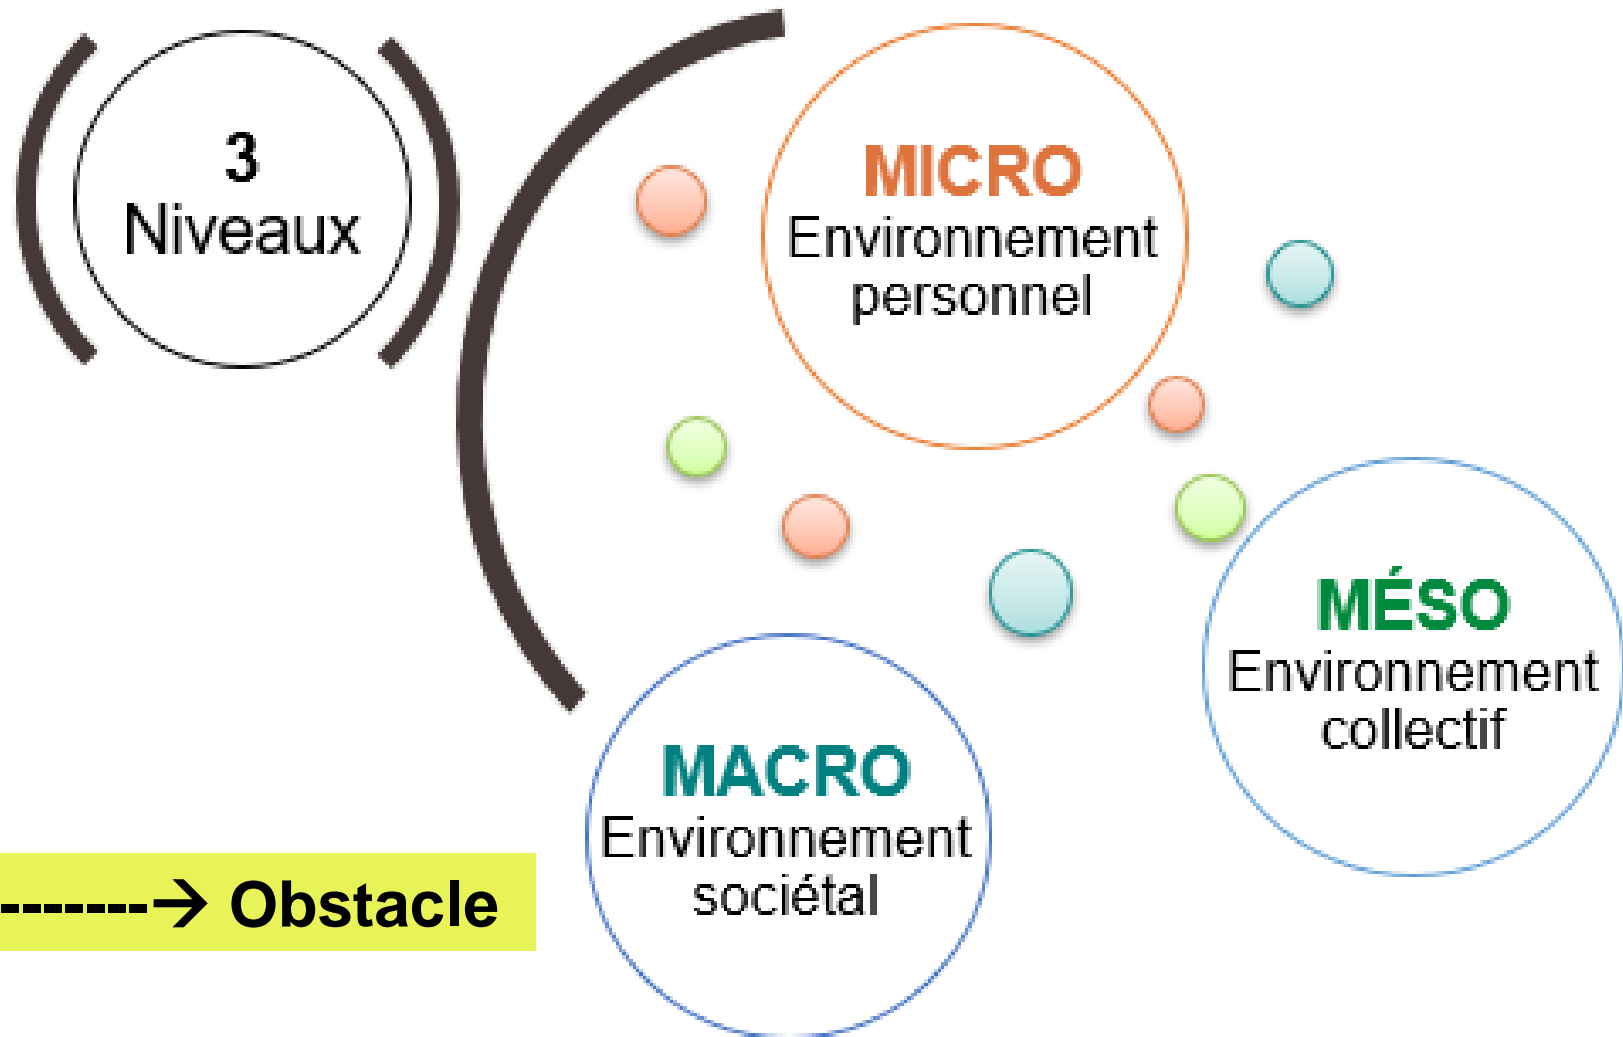 3
Niveaux
MICRO
Environnement
personnel
MÉSO
Environnement
collectif
MACRO
Environnement
sociétal
-------→ Obstacle